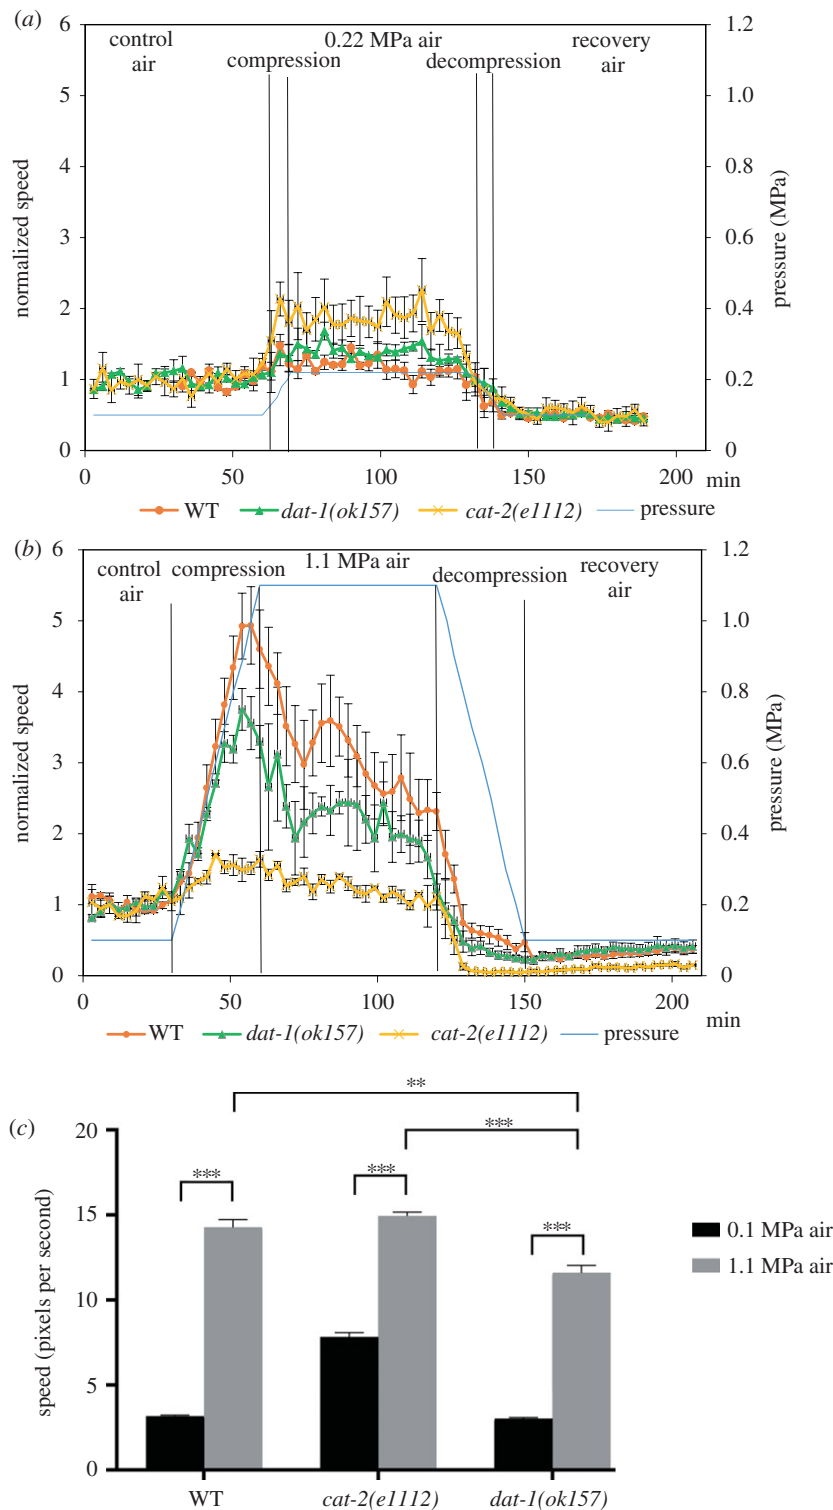 (a)
6
5
4
3
2
1
0
normalized speed
control
air
compression
0.22 MPa air
decompression
recovery
air
1.2
1.0
0.8
0.6
0.4
0.2
0
pressure (MPa)
0
50
100
150
200
min
WT
dat-1(ok157)
cat-2(e1112)
pressure
(b)
6
5
4
3
2
1
0
normalized speed
control
air
compression
1.1 MPa air
decompression
recovery
air
1.2
1.0
0.8
0.6
0.4
0.2
0
pressure (MPa)
0
50
100
150
200
min
WT
dat-1(ok157)
cat-2(e1112)
pressure
(c)
20
15
10
5
0
speed (pixels per second)
**
***
***
***
***
0.1 MPa air
1.1 MPa air
WT
cat-2(e1112)
dat-1(ok157)